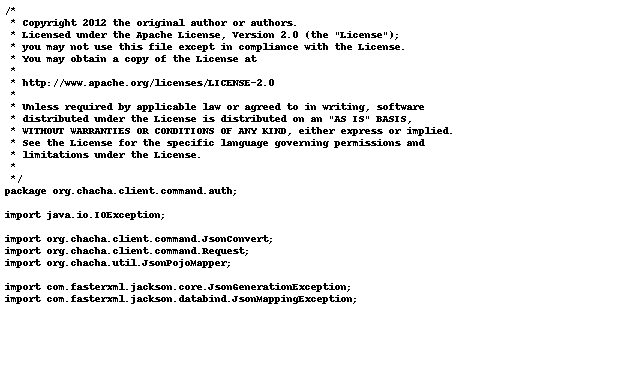 /*
 * Copyright 2012 the original author or authors.
 * Licensed under the Apache License, Version 2.0 (the "License");
 * you may not use this file except in compliance with the License.
 * You may obtain a copy of the License at
 *
 * http://www.apache.org/licenses/LICENSE-2.0
 *
 * Unless required by applicable law or agreed to in writing, software
 * distributed under the License is distributed on an "AS IS" BASIS,
 * WITHOUT WARRANTIES OR CONDITIONS OF ANY KIND, either express or implied.
 * See the License for the specific language governing permissions and
 * limitations under the License.
 *
 */
package org.chacha.client.command.auth;

import java.io.IOException;

import org.chacha.client.command.JsonConvert;
import org.chacha.client.command.Request;
import org.chacha.util.JsonPojoMapper;

import com.fasterxml.jackson.core.JsonGenerationException;
import com.fasterxml.jackson.databind.JsonMappingException;